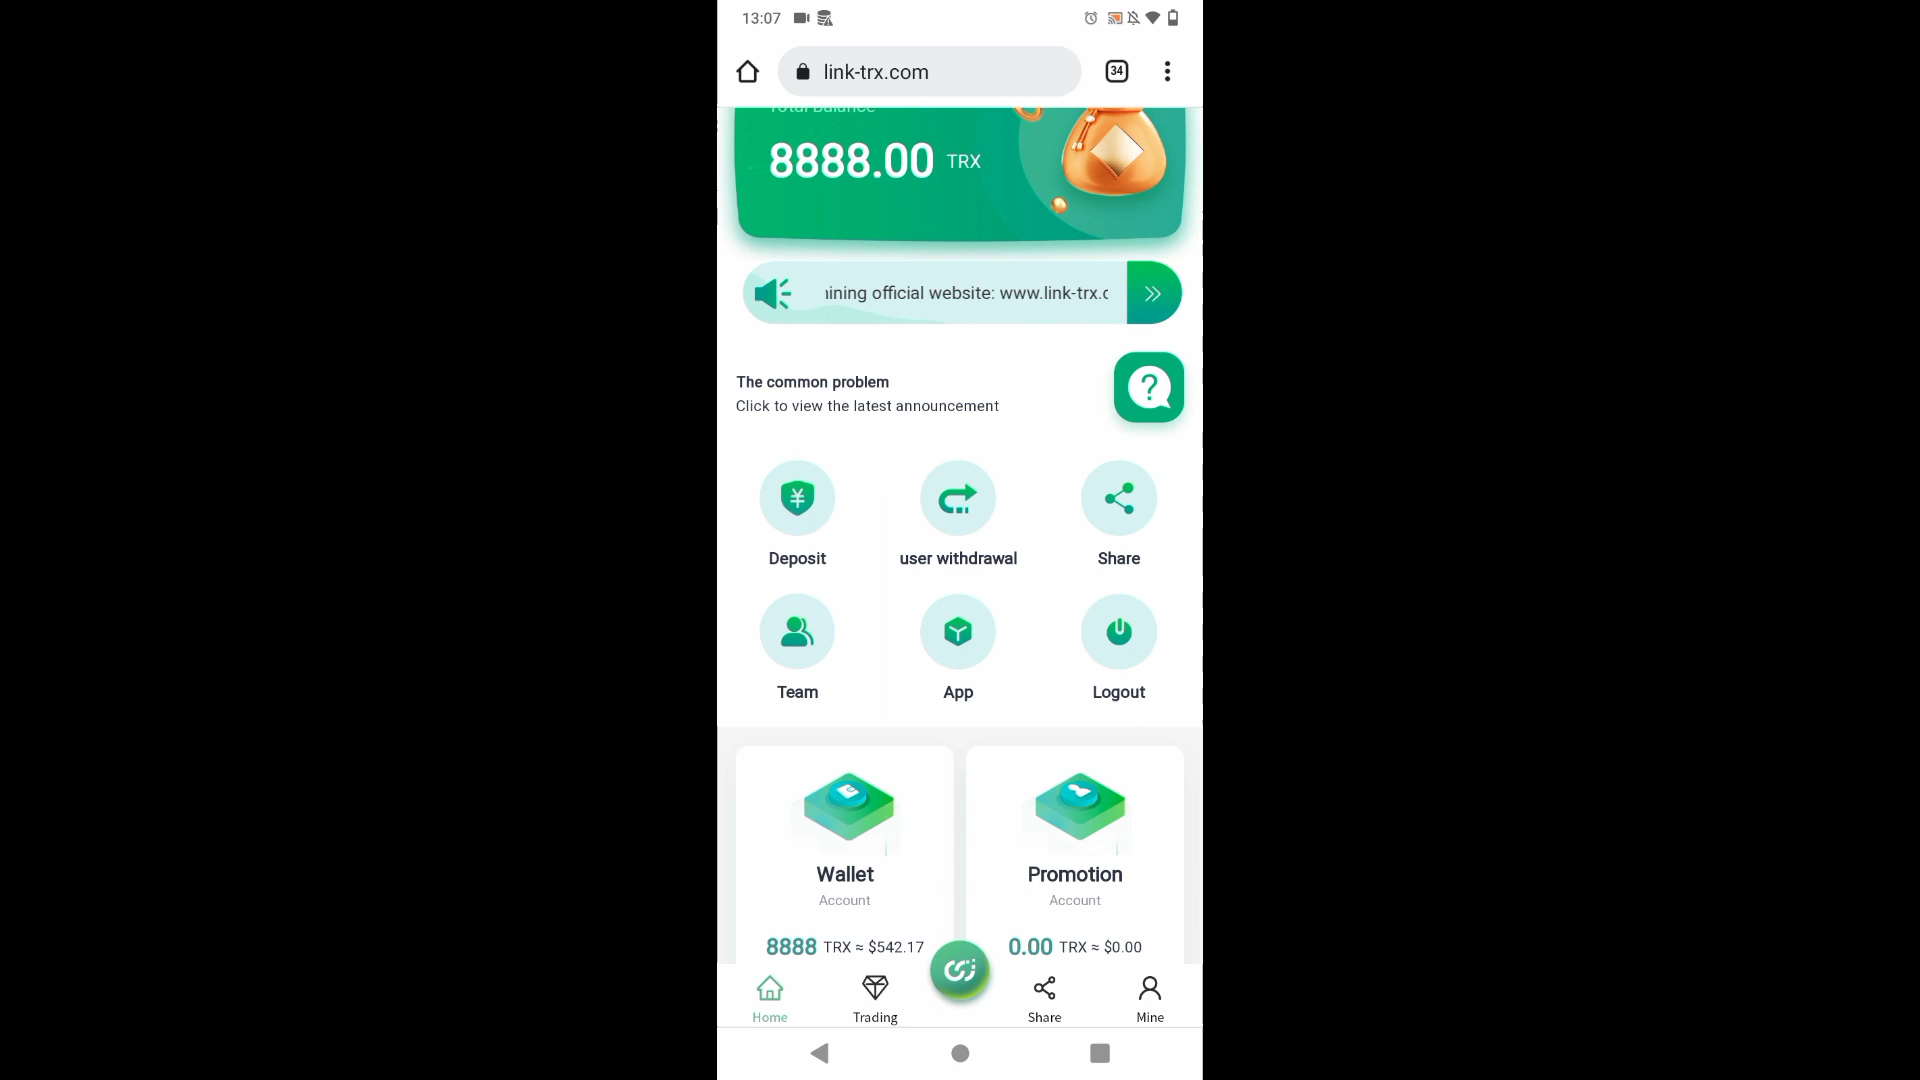 13:07
link-trx.com
34
Total Balance
8888.00 TRX
official website: www.link-trx.c
The common problem
Click to view the latest announcement
Deposit
user withdrawal
Share
Team
App
Logout
Wallet
Promotion
Account
Account
8888 TRX ≈ $542.17
0.00 TRX ≈ $0.00
Home
Trading
Share
Mine